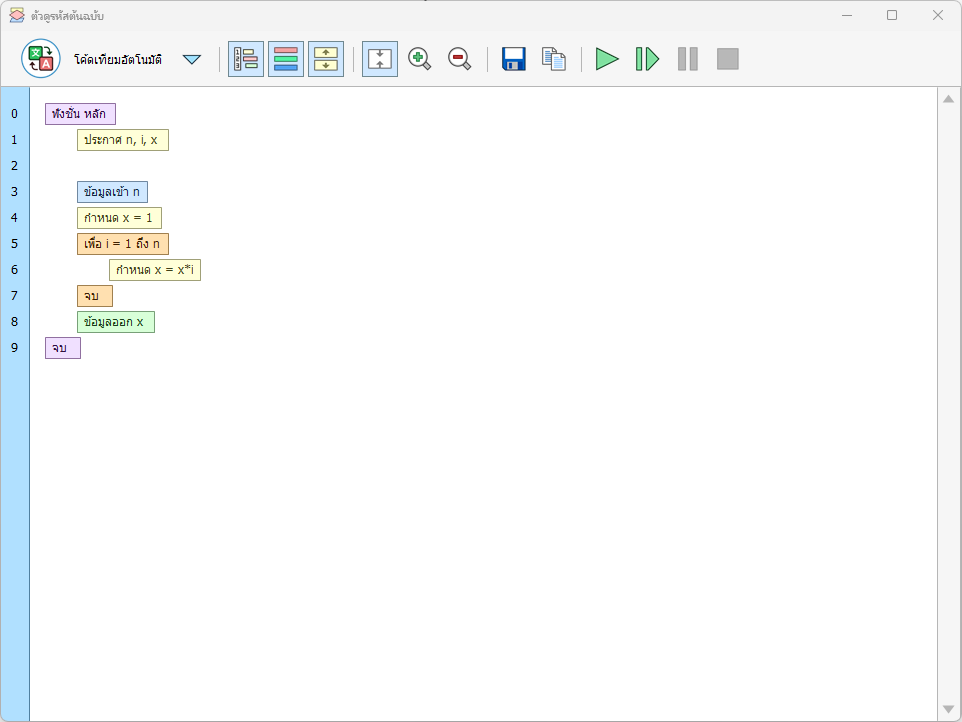 ตัวดูรหัสต้นฉบับ
โค้ดเทียมอัตโนมัติ
0 ฟังชั่น หลัก
1 ประกาศ n, i, x
2
3 ข้อมูลเข้า n
4 กำหนด x = 1
5 เพื่อ i = 1 ถึง n
6 กำหนด x = x*i
7 จบ
8 ข้อมูลออก x
9 จบ